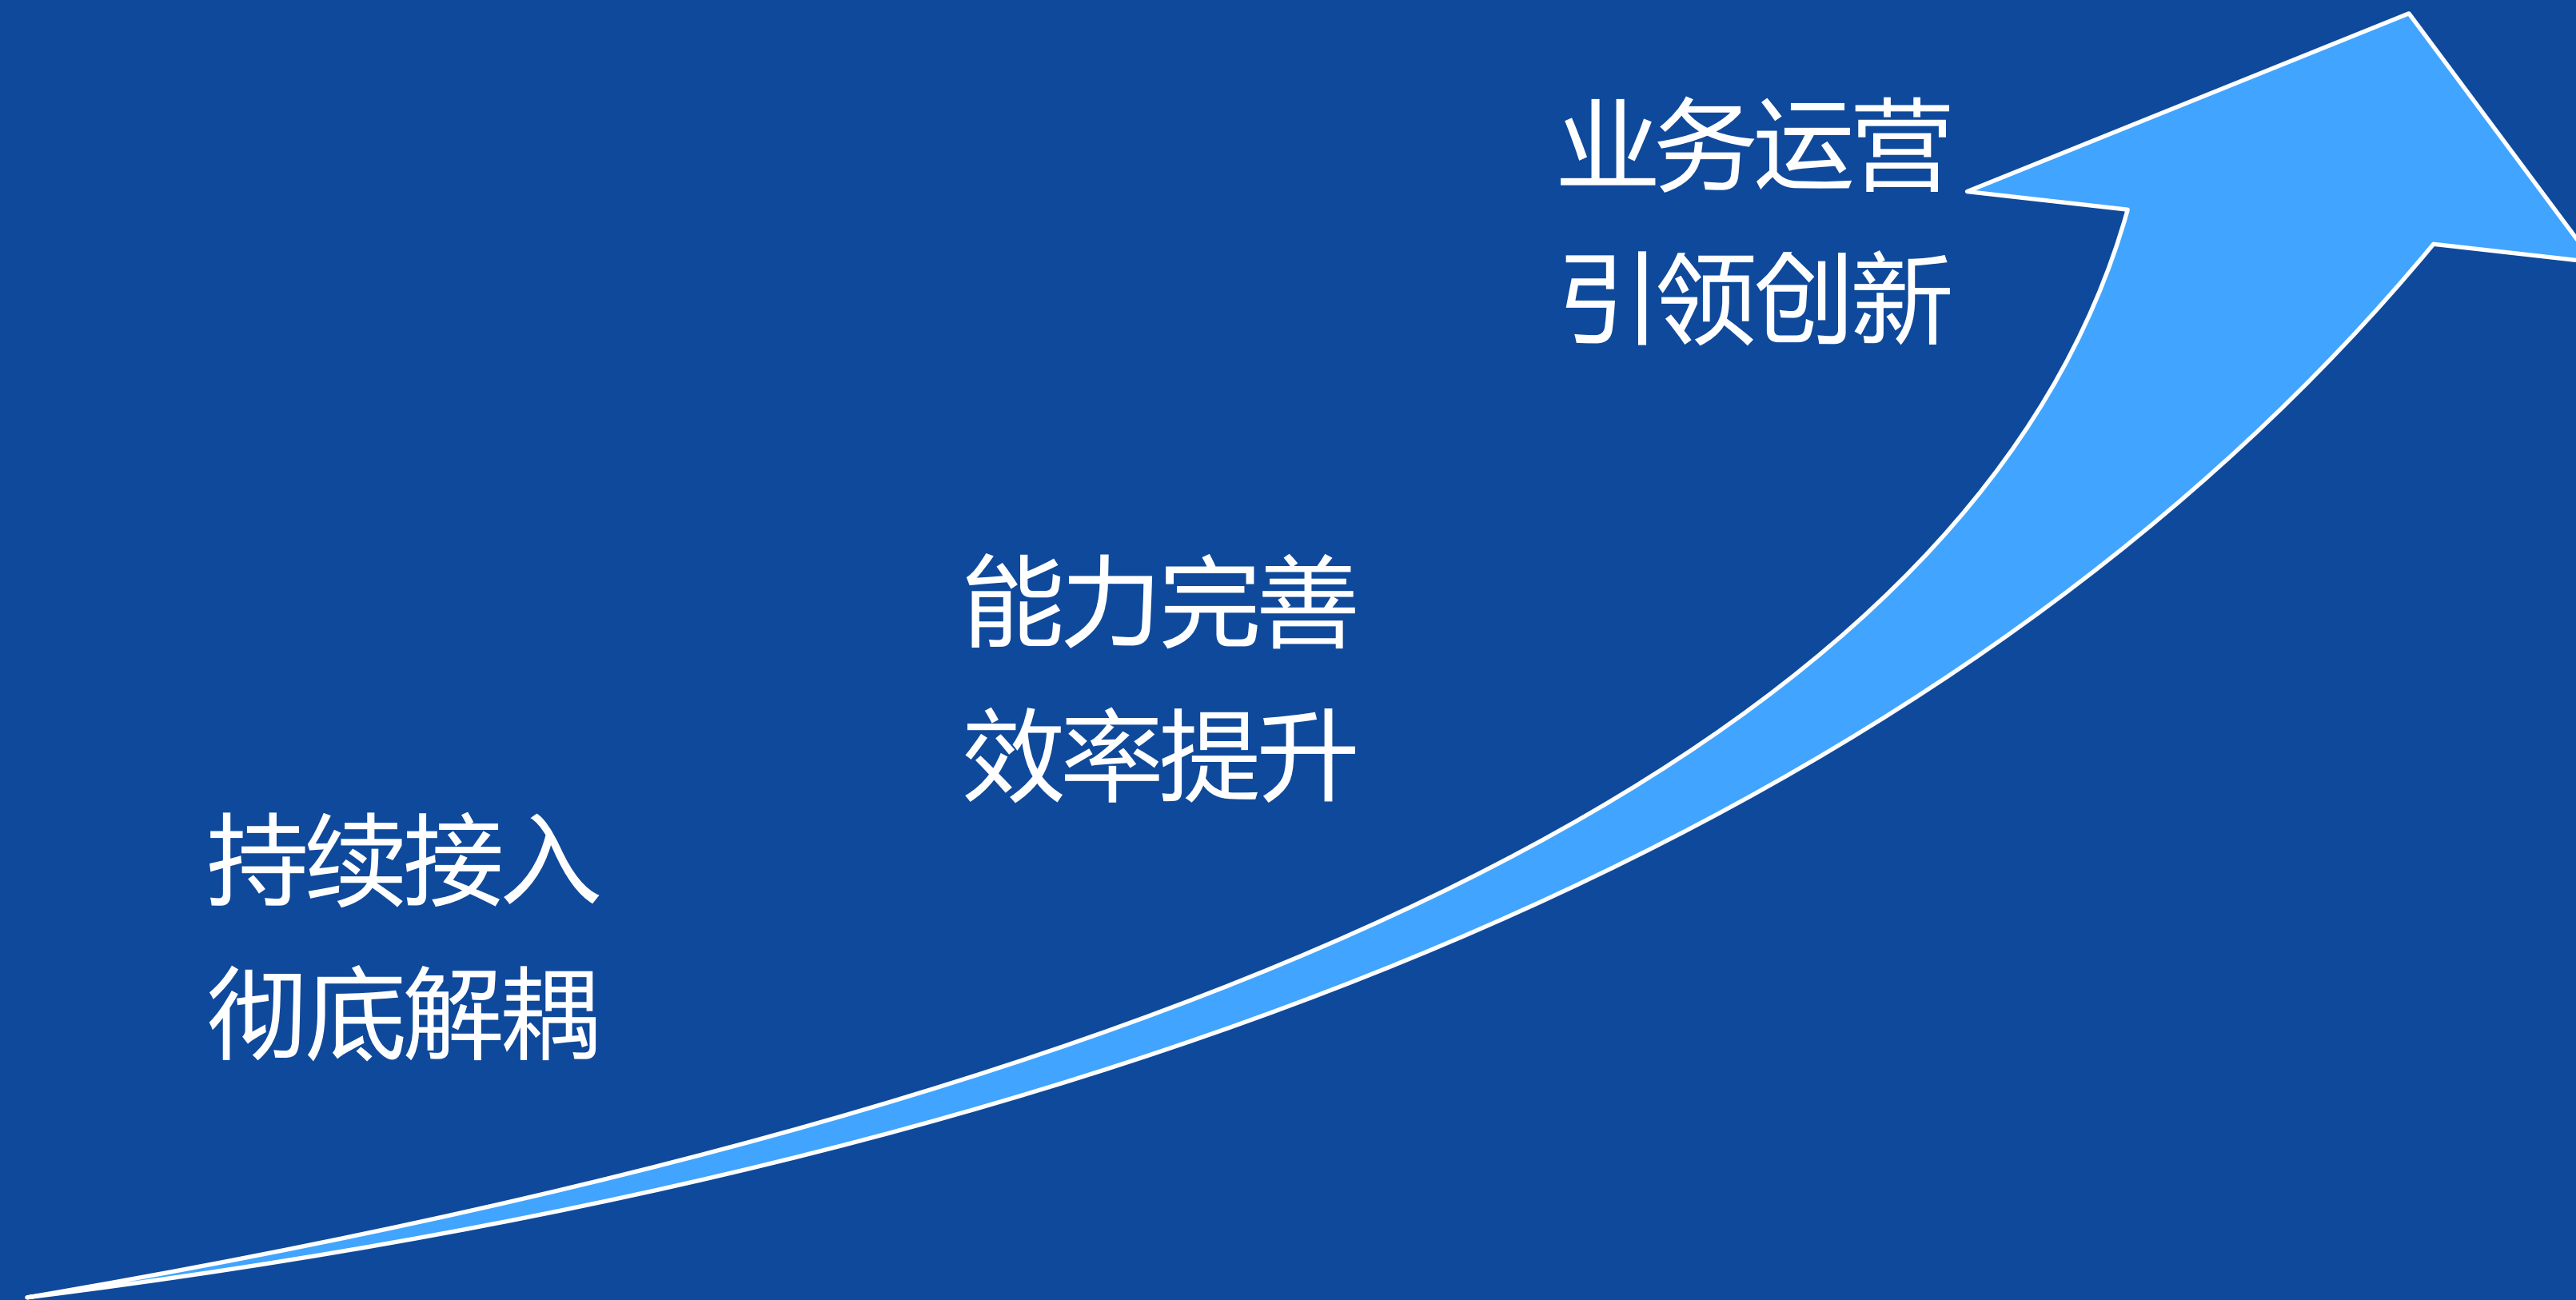 业务运营
引领创新
能力完善
效率提升
持续接入
彻底解耦